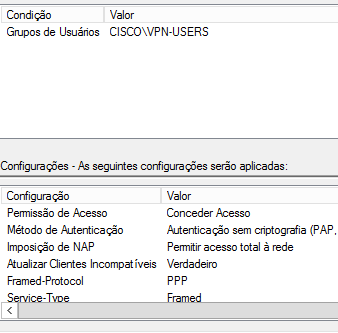 Condição Valor
Grupos de Usuários CISCO\VPN-USERS
Configurações - As seguintes configurações serão aplicadas:
Configuração Valor
Permissão de Acesso Conceder Acesso
Método de Autenticação Autenticação sem criptografia (PAP,
Imposição de NAP Permitir acesso total à rede
Atualizar Clientes Incompatíveis Verdadeiro
Framed-Protocol PPP
Service-Type Framed